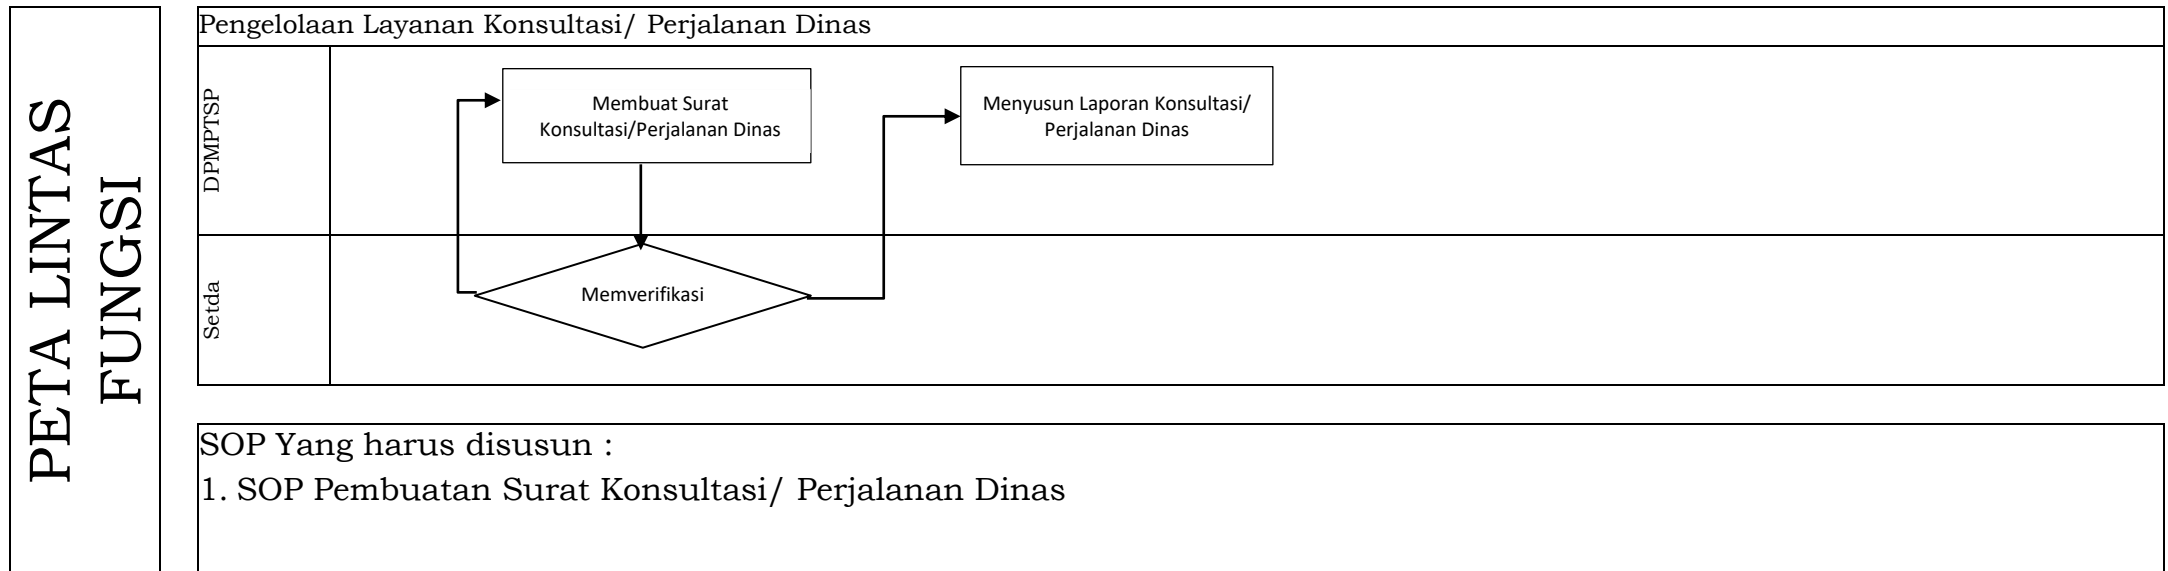 PETA LINTAS
FUNGSI
Pengelolaan Layanan Konsultasi/ Perjalanan Dinas
DPMPTSP
Membuat Surat
Konsultasi/Perjalanan Dinas
Menyusun Laporan Konsultasi/
Perjalanan Dinas
Setda
Memverifikasi
SOP Yang harus disusun :
1. SOP Pembuatan Surat Konsultasi/ Perjalanan Dinas